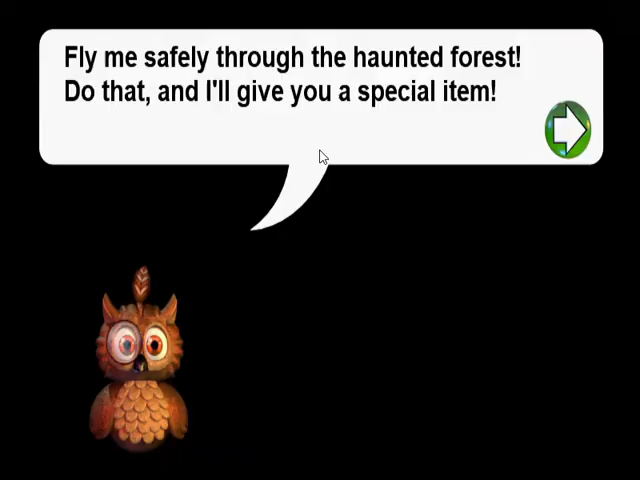 Fly me safely through the haunted forest!
Do that, and I'll give you a special item!